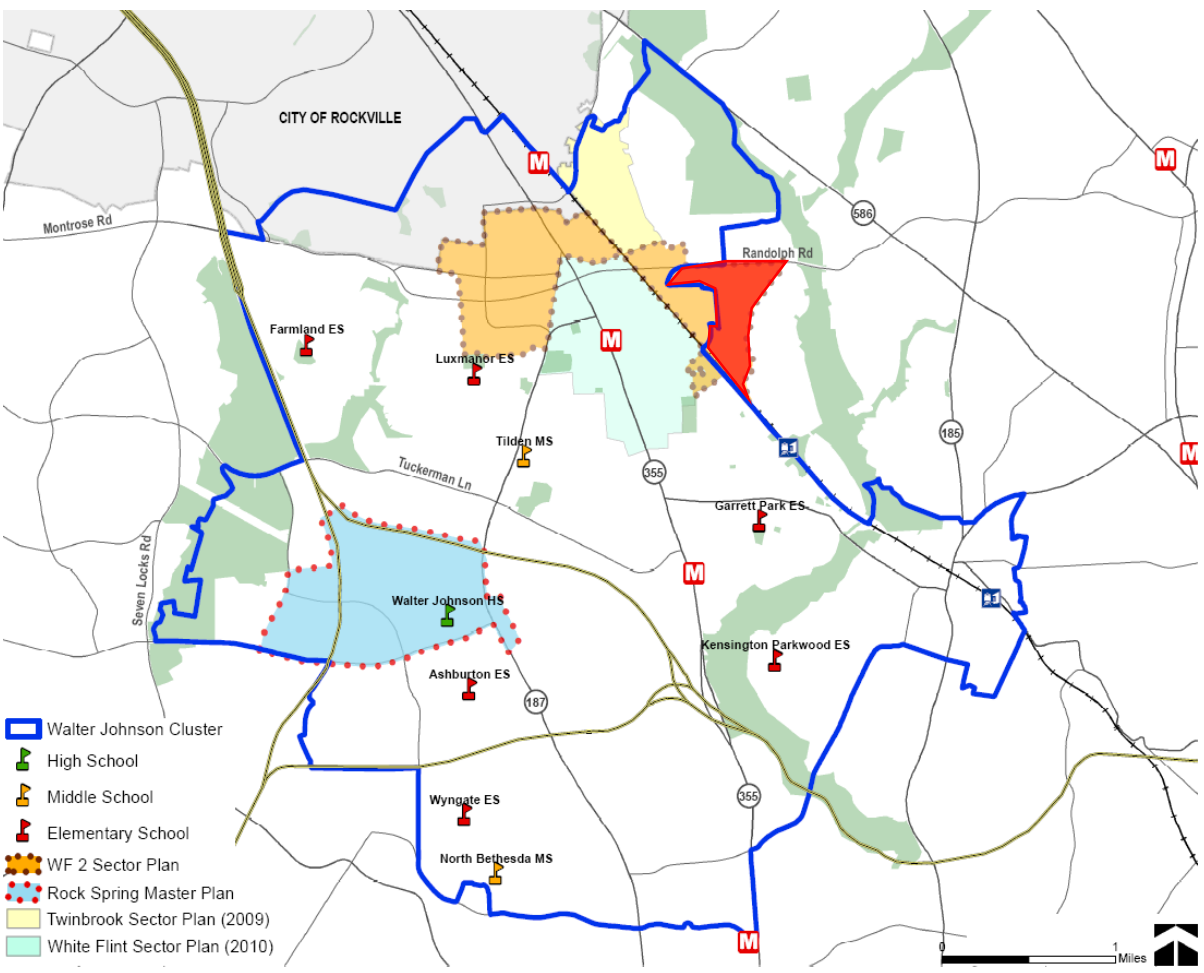 CITY OF ROCKVILLE
M
M
586
Montrose Rd
Randolph Rd
Farmland ES
M
Luxmanor ES
185
Tilden MS
M
355
Tuckerman Ln
Garrett Park ES
M
Seven Locks Rd
Walter Johnson HS
Kensington Parkwood ES
Ashburton ES
187
355
Wyngate ES
North Bethesda MS
M
Walter Johnson Cluster
High School
Middle School
Elementary School
WF 2 Sector Plan
Rock Spring Master Plan
Twinbrook Sector Plan (2009)
White Flint Sector Plan (2010)
0 1
Miles